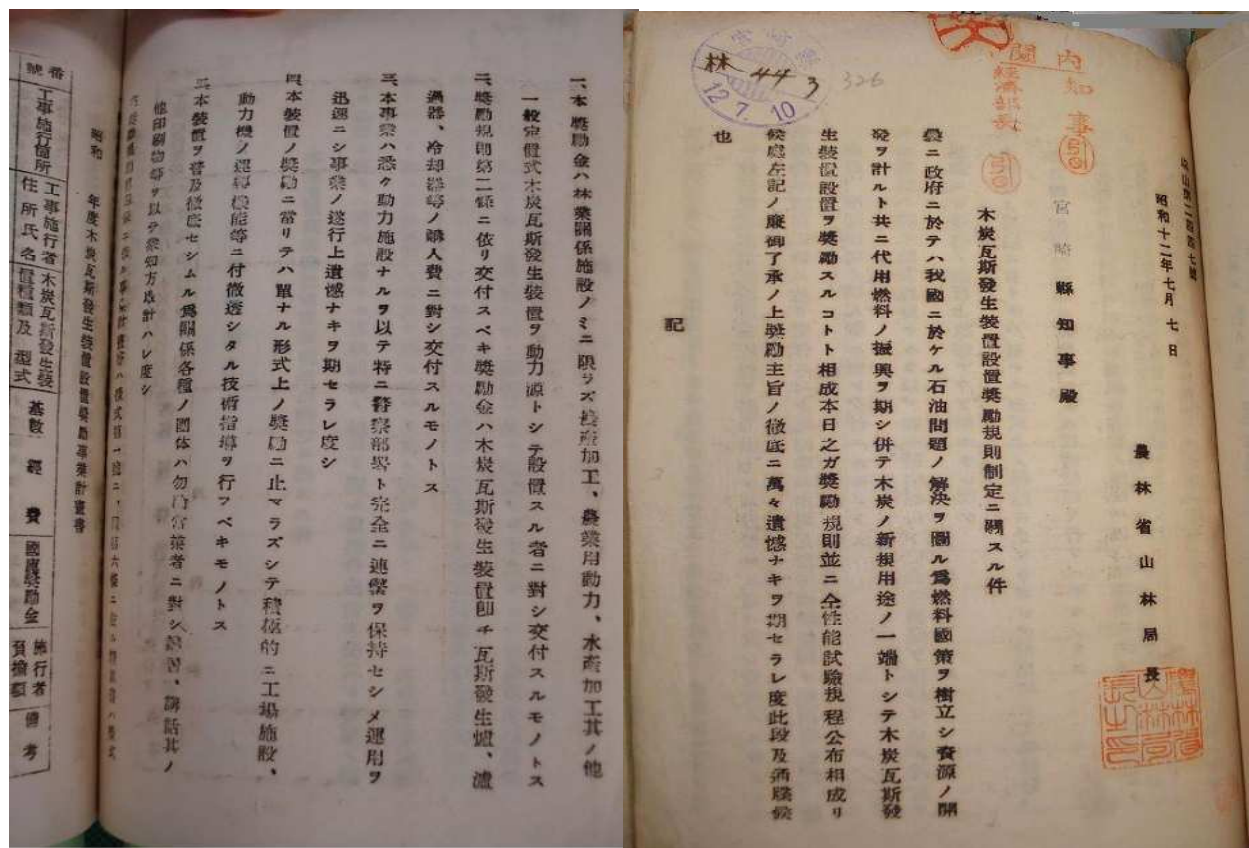 昭和十二年七月七日
農林省山林局長
宮崎縣知事殿
木炭瓦斯發生裝置設置奬勵規則制定ニ關スル件
曩ニ政府ニ於テハ我國ニ於ケル石油問題ノ解決ヲ圖ル爲燃料國策ヲ樹立シ資源ノ開
發ヲ計ルト共ニ代用燃料ノ振興ヲ期シ併テ木炭ノ新規用途ノ一端トシテ木炭瓦斯發
生裝置設置ヲ奬勵スルコトト相成本日之ガ奬勵規則並ニ仝性能試驗規程公布相成リ
候處左記ノ廉御了承ノ上奬勵主旨ノ徹底ニ萬々遺憾ナキヲ期セラレ度此段及通牒候
也
記
内
閲
知事
經濟部長
林 44 3
12.7.10
326
一、本奬勵金ハ林業關係施設ノミニ限ラズ蠶產加工、農業用動力、水產加工其ノ他
一般定置式木炭瓦斯發生裝置ヲ動力源トシテ設置スル者ニ對シ交付スルモノトス
二、奬勵規則第二條ニ依リ交付スベキ奬勵金ハ木炭瓦斯發生裝置卽チ瓦斯發生爐、濾
過器、冷却器等ノ購入費ニ對シ交付スルモノトス
三、本事業ハ悉ク動力施設ナルヲ以テ特ニ警察部署ト完全ニ連繫ヲ保持セシメ運用ヲ
迅速ニシ事業ノ遂行上遺憾ナキヲ期セラレ度シ
四、本裝置ノ奬勵ニ當リテハ單ナル形式上ノ奬勵ニ止マラズシテ積極的ニ工場施設、
動力機ノ運轉機能等ニ付徹透シタル技術指導ヲ行フベキモノトス
五、本裝置ヲ普及徹底セシムル爲關係各種ノ團体ハ勿論當業者ニ對シ講習、講話其ノ
他印刷物等ヲ以テ衆知方取計ハレ度シ
昭和 年度木炭瓦斯發生裝置設置奬勵事業計畫書
番號
工事施行箇所
工事施行者住所氏名
木炭瓦斯發生裝置種類及型式
基數
經費
國庫奬勵金
施行者負擔額
備考